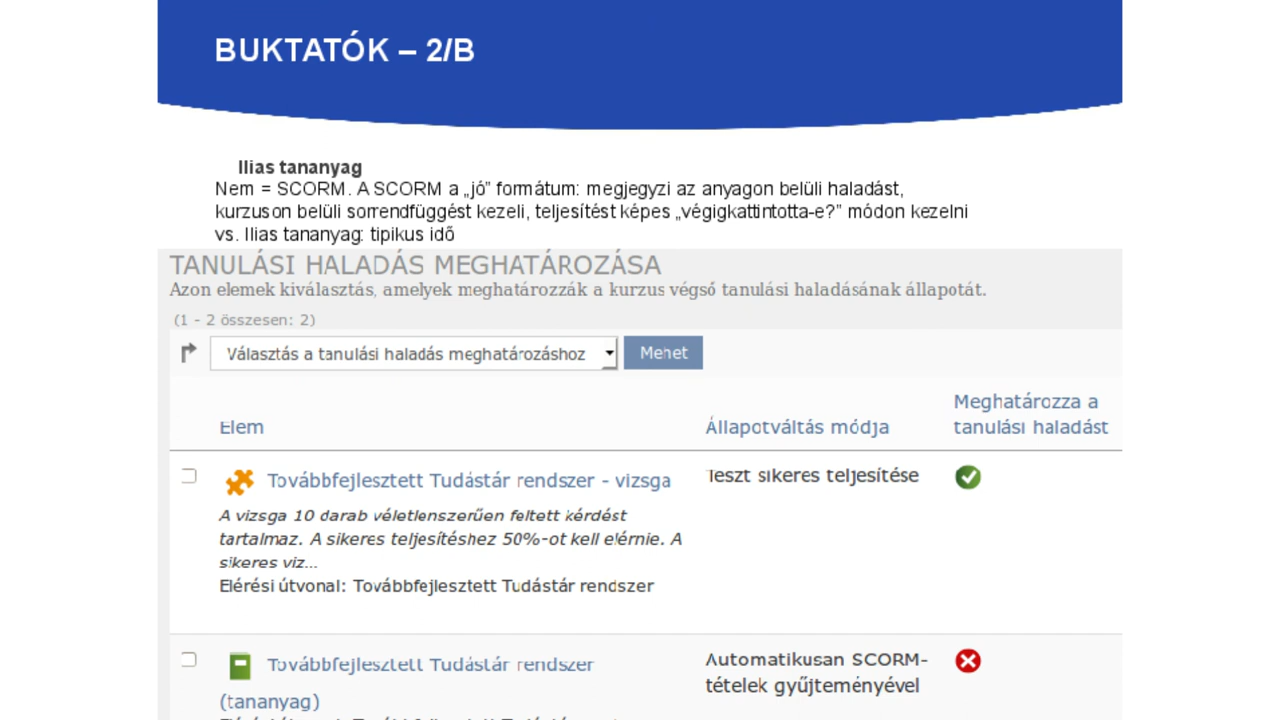 BUKTATÓK – 2/B
Ilias tananyag
Nem = SCORM. A SCORM a „jó” formátum: megjegyzi az anyagon belüli haladást,
kurzuson belüli sorrendfüggést kezeli, teljesítést képes „végigkattintotta-e?” módon kezelni
vs. Ilias tananyag: tipikus idő
TANULÁSI HALADÁS MEGHATÁROZÁSA
Azon elemek kiválasztás, amelyek meghatározzák a kurzus végső tanulási haladásának állapotát.
(1 - 2 összesen: 2)
Választás a tanulási haladás meghatározáshoz Mehet
Elem Állapotváltás módja Meghatározza a
tanulási haladást
Továbbfejlesztett Tudástár rendszer - vizsga Teszt sikeres teljesítése
A vizsga 10 darab véletlenszerűen feltett kérdést
tartalmaz. A sikeres teljesítéshez 50%-ot kell elérnie. A
sikeres viz...
Elérési útvonal: Továbbfejlesztett Tudástár rendszer
Továbbfejlesztett Tudástár rendszer Automatikusan SCORM-
(tananyag) tételek gyűjteményével